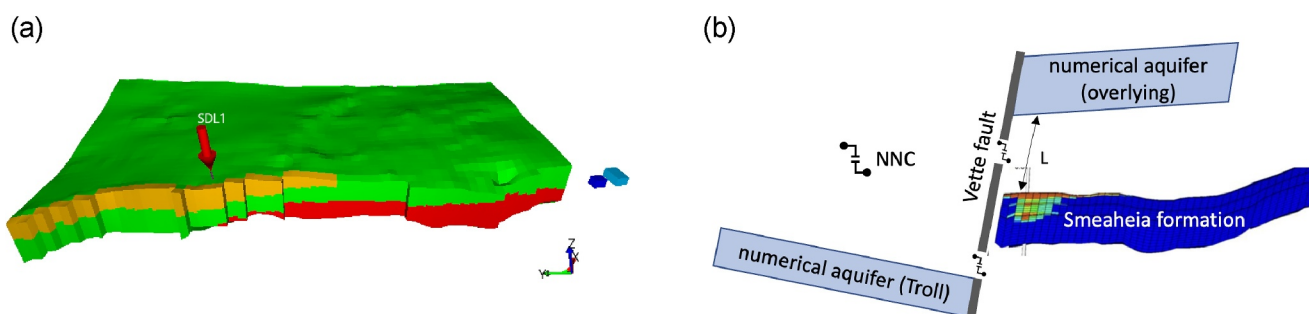 (a)
SDL1
Z
X
Y
(b)
numerical aquifer
(overlying)
NNC
Vette fault
L
Smeaheia formation
numerical aquifer (Troll)